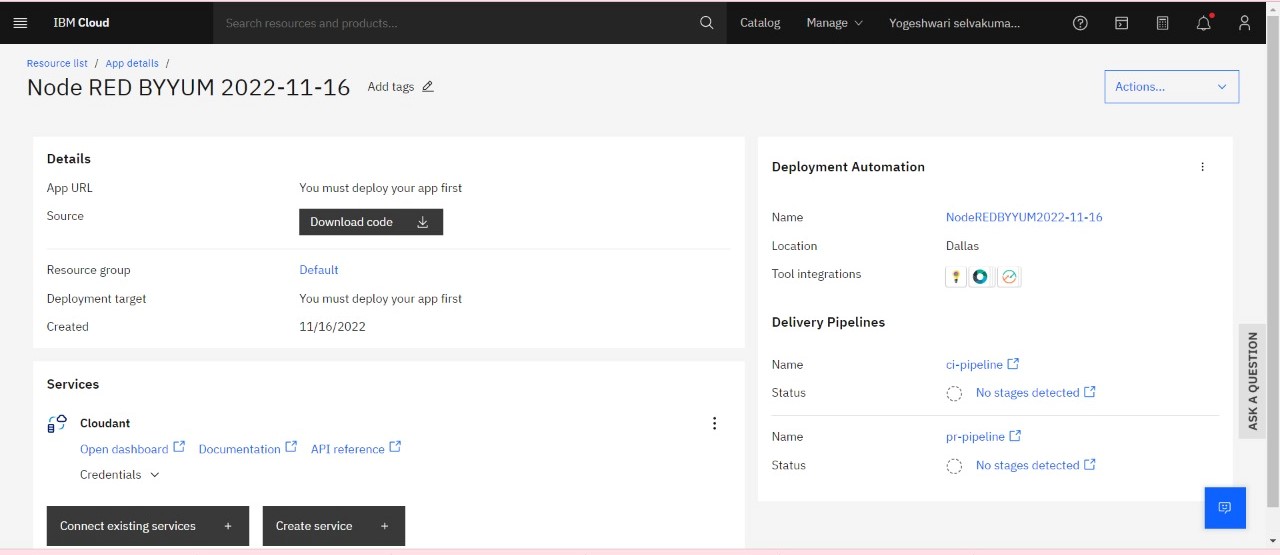 IBM Cloud
Search resources and products...
Catalog
Manage
Yogeshwari selvakuma...
Resource list / App details /
Node RED BYYUM 2022-11-16
Add tags
Actions...
Details
App URL You must deploy your app first
Source Download code
Resource group Default
Deployment target You must deploy your app first
Created 11/16/2022
Services
Cloudant
Open dashboard Documentation API reference
Credentials
Connect existing services + Create service +
Deployment Automation
Name NodeREDBYYUM2022-11-16
Location Dallas
Tool integrations
Delivery Pipelines
Name ci-pipeline
Status No stages detected
Name pr-pipeline
Status No stages detected
ASK A QUESTION